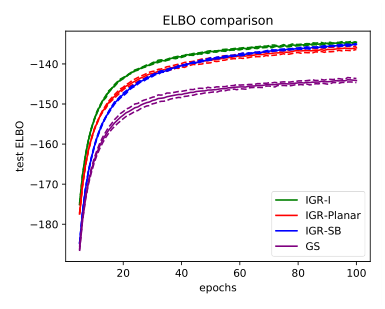 ELBO comparison
−140
−150
−160
−170
−180
test ELBO
IGR-I
IGR-Planar
IGR-SB
GS
20 40 60 80 100
epochs